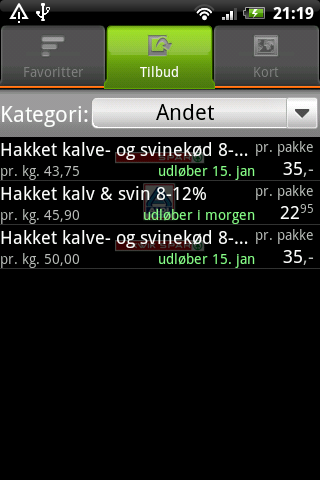 21:19
Favoritter
Tilbud
Kort
Kategori:
Andet
Hakket kalve- og svinekød 8-...
pr. pakke
pr. kg. 43,75
udløber 15. jan
35,-
Hakket kalv & svin 8-12%
pr. pakke
pr. kg. 45,90
udløber i morgen
22⁹⁵
Hakket kalve- og svinekød 8-...
pr. pakke
pr. kg. 50,00
udløber 15. jan
35,-